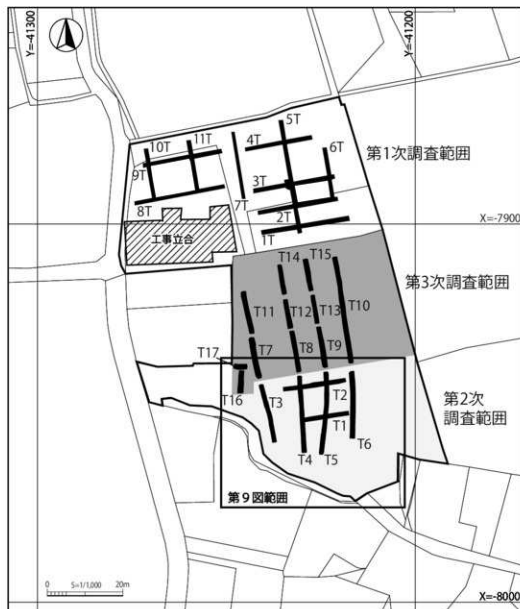 Y=-41300
Y=-41200
5T
11T
4T
10T
6T
第1次調査範囲
9T
3T
7T
8T
2T
X=-7900
工事立合
1T
T14
T15
第3次調査範囲
T11
T12
T13
T10
T7
T8
T9
T17
第2次
調査範囲
T16
T3
T2
T1
T6
T4
T5
第9図範囲
0 S=1/1,000 20m
X=-8000